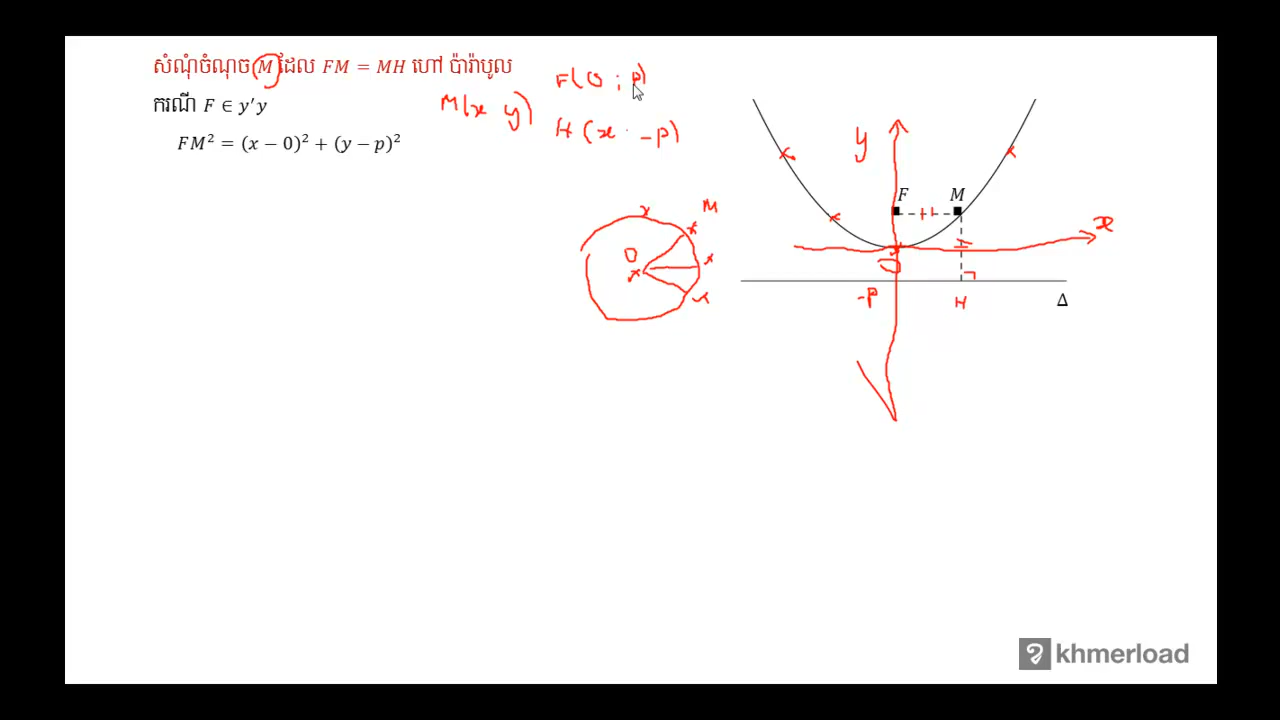 សំណុំចំណុច M ដែល FM = MH ហៅ ប៉ារ៉ាបូល
ករណី F ∈ y′y
FM² = (x − 0)² + (y − p)²
M(x y)
F(0 ; p)
H (x -p)
M
O
y
F M
x
O
-p
H
Δ
khmerload